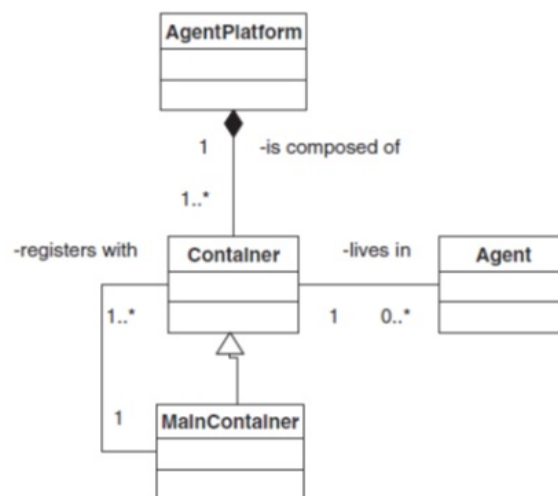 AgentPlatform
1 -is composed of
1..*
-registers with Container -lives in Agent
1..* 1 0..*
1 MainContainer